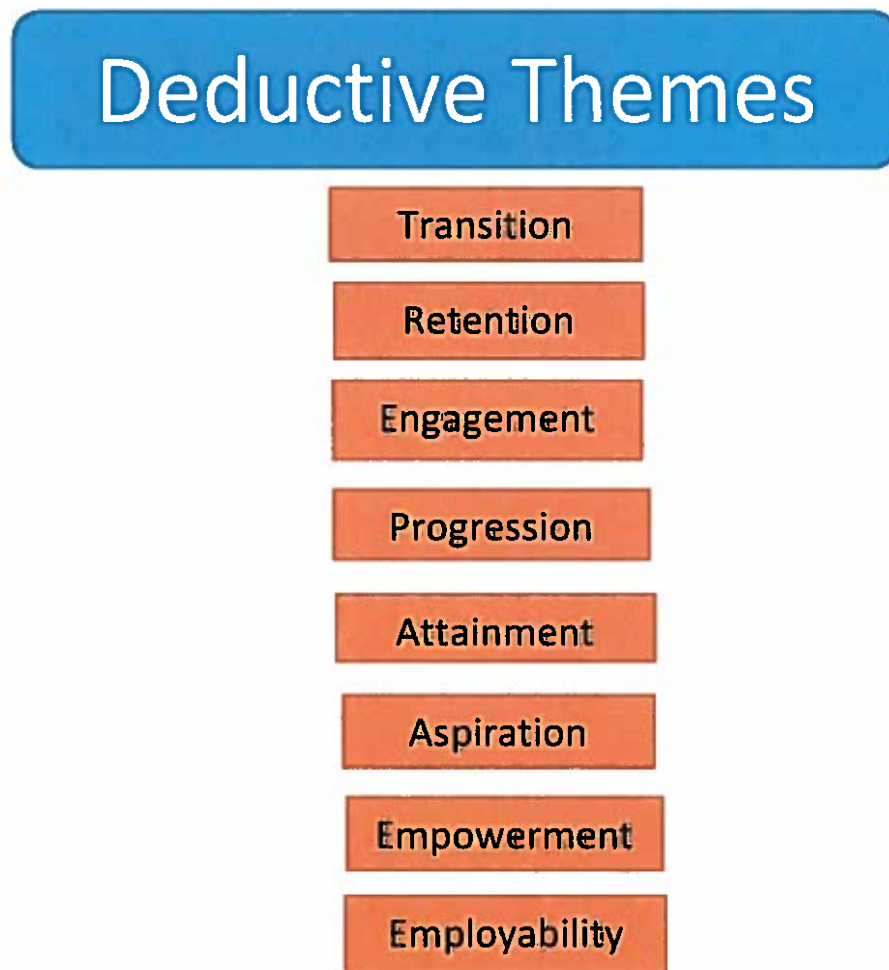 Deductive Themes
Transition
Retention
Engagement
Progression
Attainment
Aspiration
Empowerment
Employability